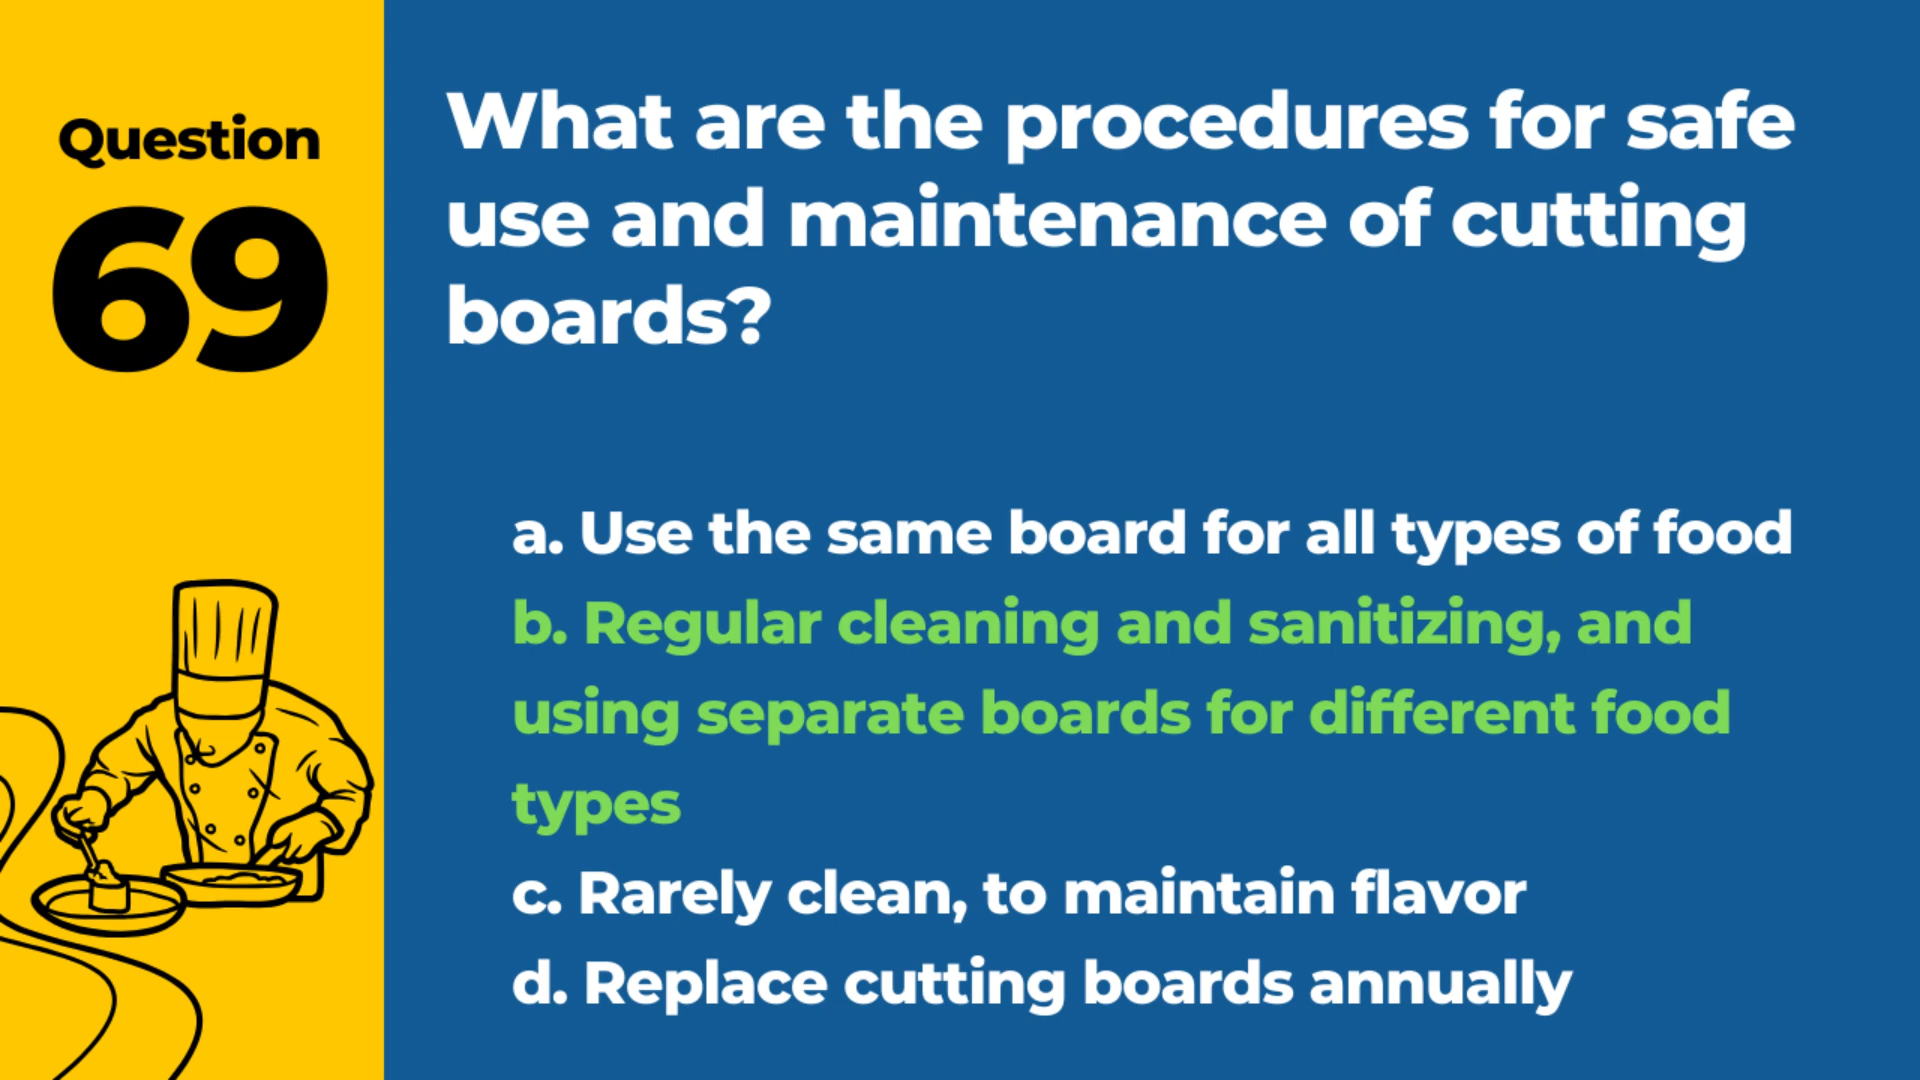 Question
69
What are the procedures for safe
use and maintenance of cutting
boards?
a. Use the same board for all types of food
b. Regular cleaning and sanitizing, and
using separate boards for different food
types
c. Rarely clean, to maintain flavor
d. Replace cutting boards annually